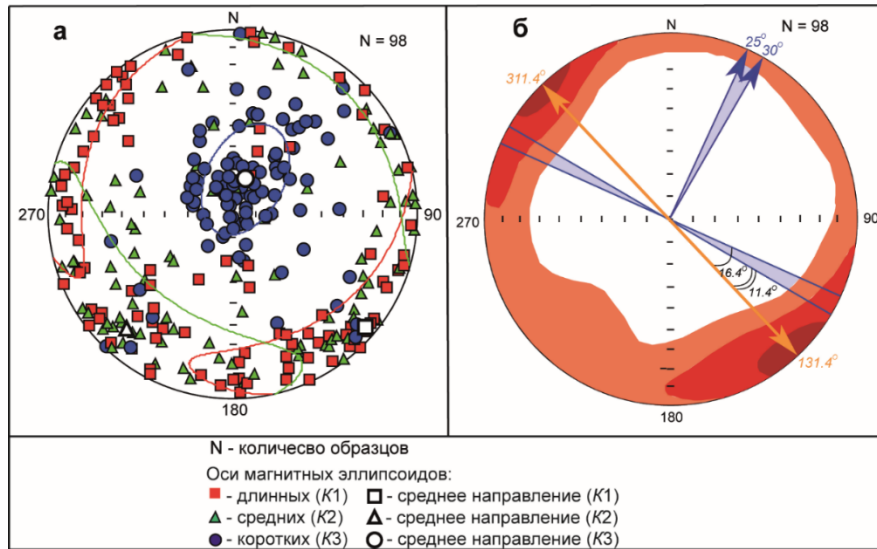 а
N
N = 98
270
90
180
б
N
N = 98
25°
30°
311.4°
270
90
16.4°
11.4°
131.4°
180
N - количесво образцов
Оси магнитных эллипсоидов:
- длинных (K1) - среднее направление (K1)
- средних (K2) - среднее направление (K2)
- коротких (K3) - среднее направление (K3)